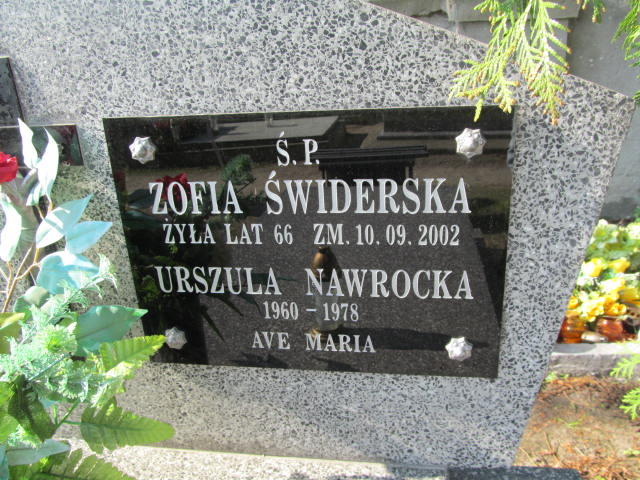 Ś.P.
ZOFIA ŚWIDERSKA
ŻYŁA LAT 66 ZM. 10.09.2002
URSZULA NAWROCKA
1960 – 1978
AVE MARIA